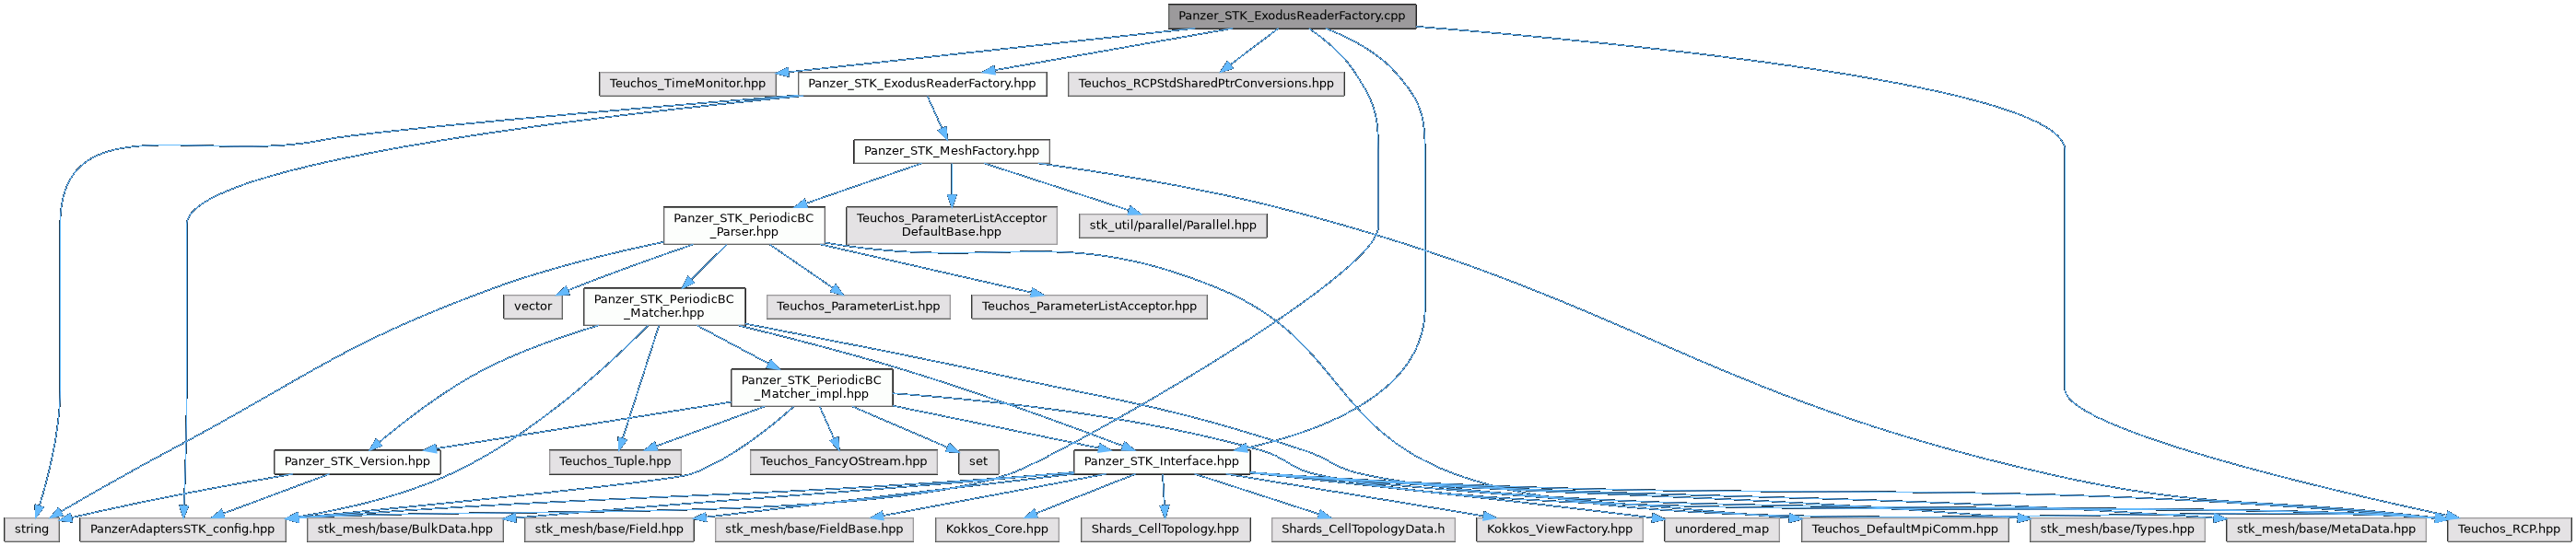 Panzer_STK_ExodusReaderFactory.cpp
Teuchos_TimeMonitor.hpp
Panzer_STK_ExodusReaderFactory.hpp
Teuchos_RCPStdSharedPtrConversions.hpp
Panzer_STK_MeshFactory.hpp
Panzer_STK_PeriodicBC
_Parser.hpp
Teuchos_ParameterListAcceptor
DefaultBase.hpp
stk_util/parallel/Parallel.hpp
vector
Panzer_STK_PeriodicBC
_Matcher.hpp
Teuchos_ParameterList.hpp
Teuchos_ParameterListAcceptor.hpp
Panzer_STK_PeriodicBC
_Matcher_impl.hpp
Panzer_STK_Version.hpp
Teuchos_Tuple.hpp
Teuchos_FancyOStream.hpp
set
Panzer_STK_Interface.hpp
string
PanzerAdaptersSTK_config.hpp
stk_mesh/base/BulkData.hpp
stk_mesh/base/Field.hpp
stk_mesh/base/FieldBase.hpp
Kokkos_Core.hpp
Shards_CellTopology.hpp
Shards_CellTopologyData.h
Kokkos_ViewFactory.hpp
unordered_map
Teuchos_DefaultMpiComm.hpp
stk_mesh/base/Types.hpp
stk_mesh/base/MetaData.hpp
Teuchos_RCP.hpp